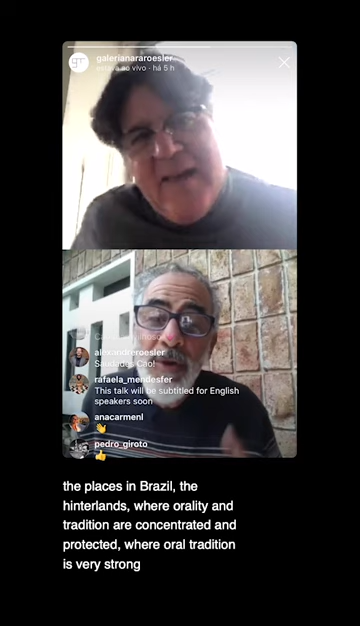 galerianararoesler
esteve ao vivo · há 5 h
alexandreroesler
Saudades Cao!
rafaela_mendesfer
This talk will be subtitled for English
speakers soon
anacarmenl
pedro_giroto
the places in Brazil, the
hinterlands, where orality and
tradition are concentrated and
protected, where oral tradition
is very strong